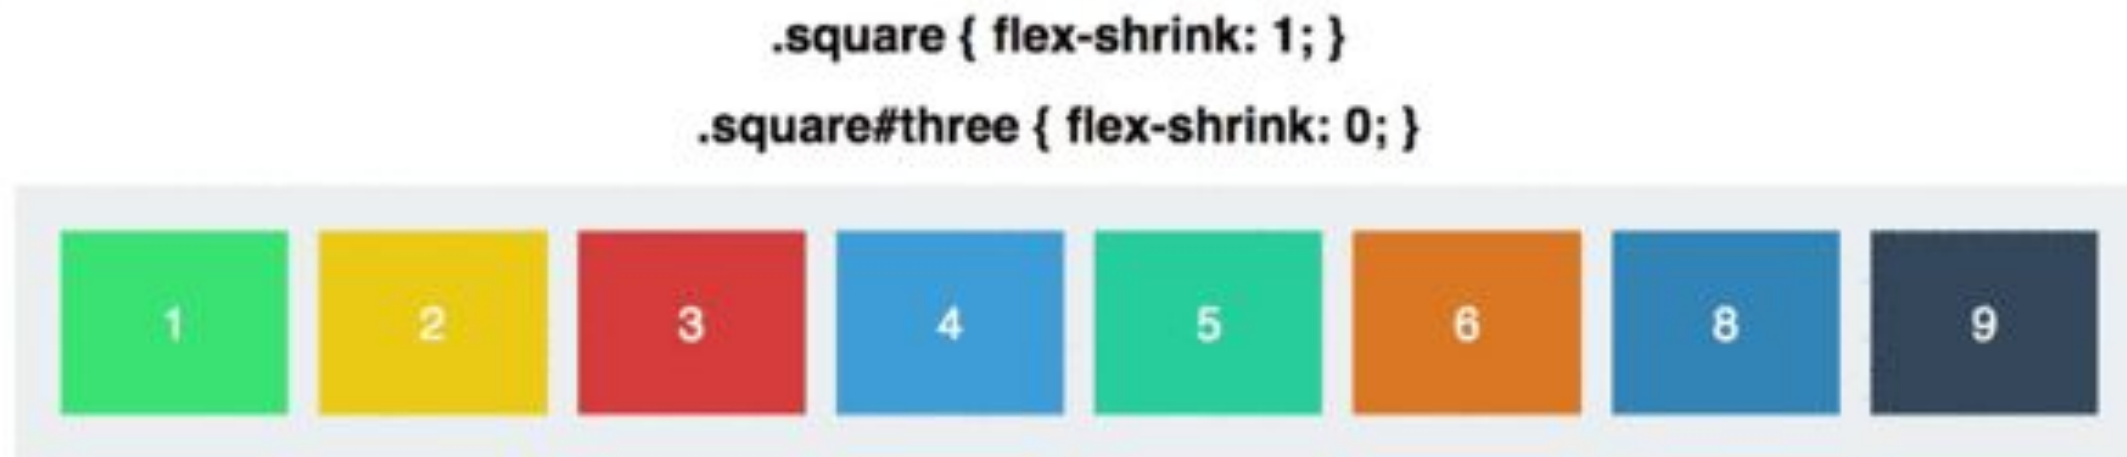 .square { flex-shrink: 1; }
.square#three { flex-shrink: 0; }
1 2 3 4 5 6 8 9